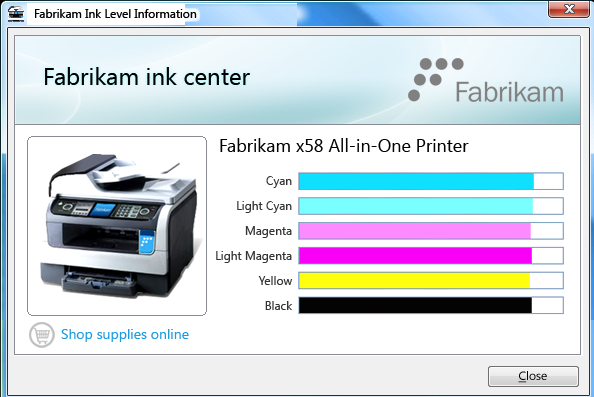 Fabrikam Ink Level Information
Fabrikam ink center
Fabrikam
Fabrikam x58 All-in-One Printer
Cyan
Light Cyan
Magenta
Light Magenta
Yellow
Black
Shop supplies online
Close